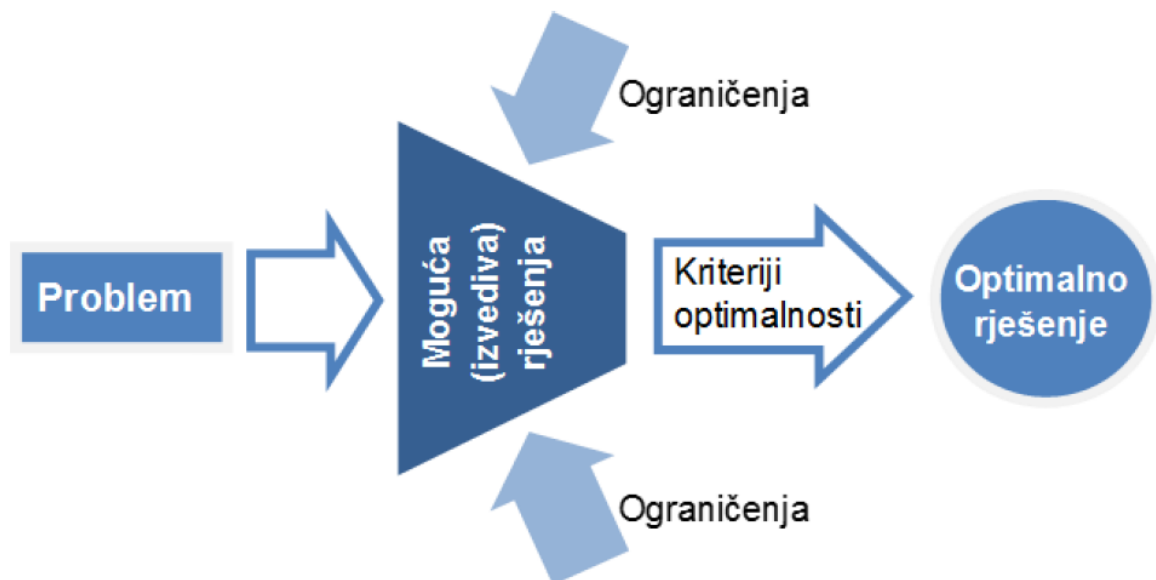 Ograničenja
Problem
Moguća
(izvediva)
rješenja
Kriteriji
optimalnosti
Optimalno
rješenje
Ograničenja